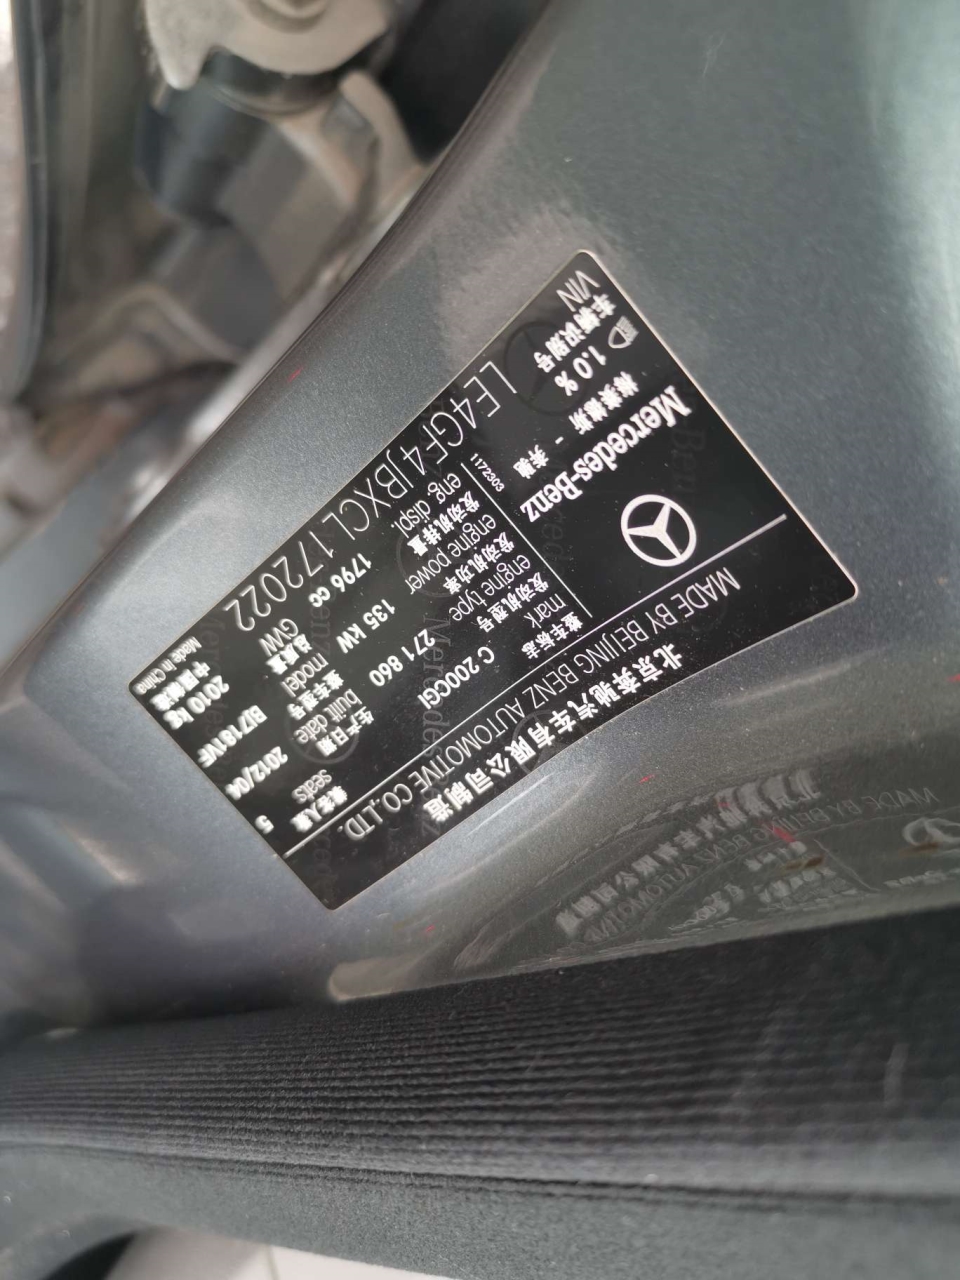 北京奔驰汽车有限公司制造
MADE BY BEIJING BENZ AUTOMOTIVE CO.,LTD.
Mercedes-Benz
梅赛德斯 - 奔驰
1.0 %
1172303
整车标志
mark
C 200CGI
发动机型号
engine type
271 860
发动机功率
engine power
135 kW
发动机排量
eng. displ.
1796 cc
乘客人数
seats
5
生产日期
built date
2012/04
整车型号
model
BJ7181VF
总质量
GVW
2010 kg
中国制造
Made in China
车辆识别号
VIN
LE4GF4JBXCL172022